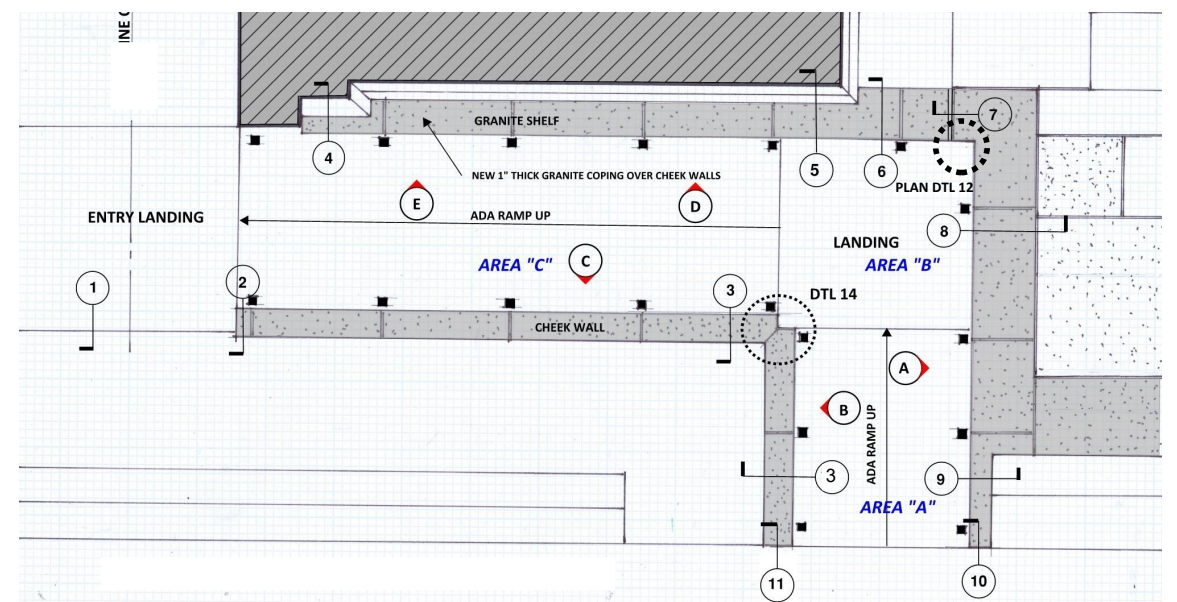 INE C
GRANITE SHELF
7
4
5
6
NEW 1" THICK GRANITE COPING OVER CHEEK WALLS
PLAN DTL 12
E
D
ENTRY LANDING
ADA RAMP UP
8
LANDING
AREA "C"
C
AREA "B"
1
2
3
DTL 14
CHEEK WALL
A
B
ADA RAMP UP
3
9
AREA "A"
11
10